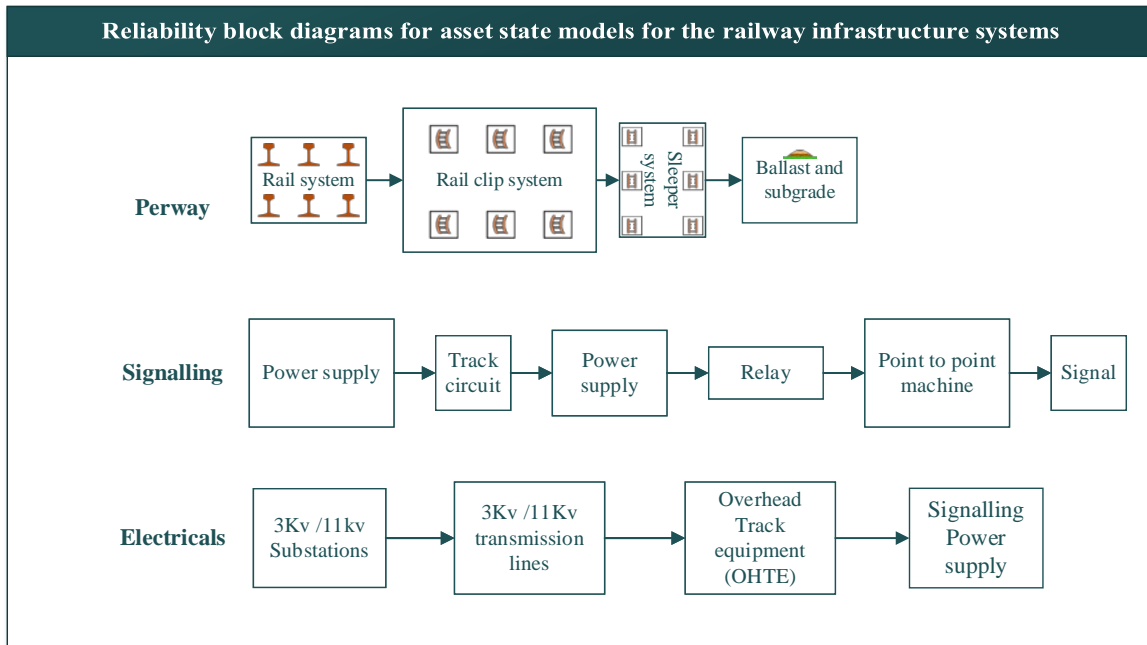 Reliability block diagrams for asset state models for the railway infrastructure systems
Perway
Rail system
Rail clip system
Sleeper
system
Ballast and
subgrade
Signalling
Power supply
Track
circuit
Power
supply
Relay
Point to point
machine
Signal
Electricals
3Kv /11kv
Substations
3Kv /11Kv
transmission
lines
Overhead
Track
equipment
(OHTE)
Signalling
Power
supply